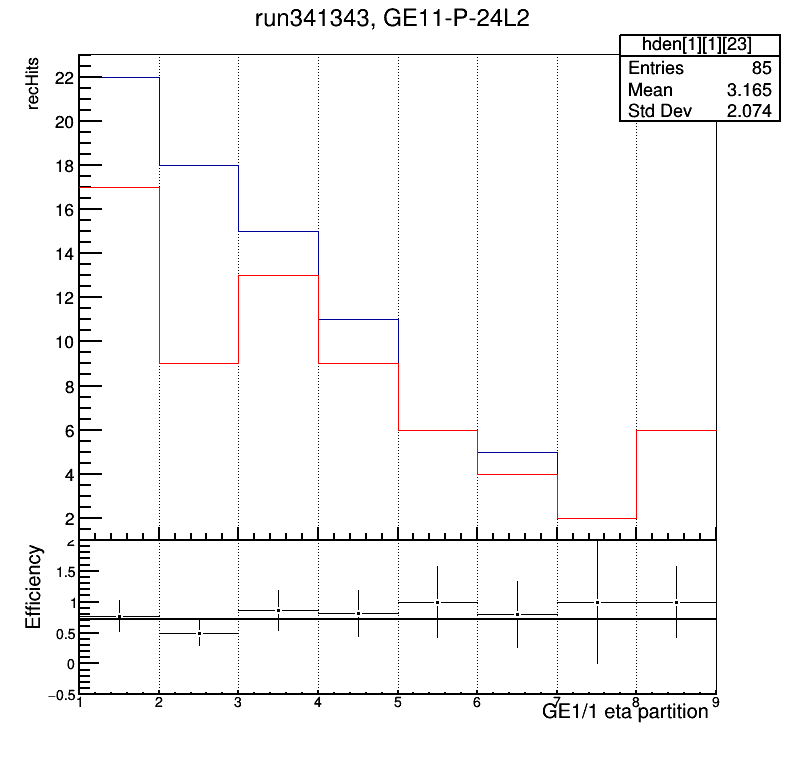 run341343, GE11-P-24L2
hden[1][1][23]
Entries 85
Mean 3.165
Std Dev 2.074
recHits
22
20
18
16
14
12
10
8
6
4
2
Efficiency
2
1.5
1
0.5
0
−0.5
1 2 3 4 5 6 7 8 9
GE1/1 eta partition